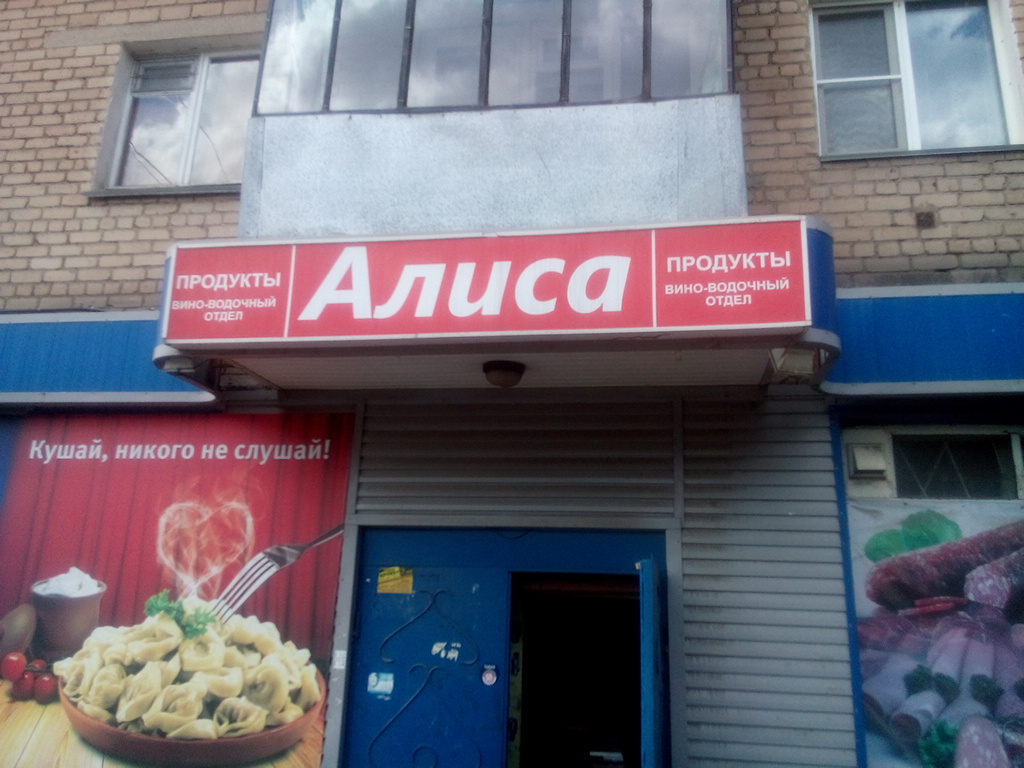 ПРОДУКТЫ
ВИНО-ВОДОЧНЫЙ
ОТДЕЛ
Алиса
ПРОДУКТЫ
ВИНО-ВОДОЧНЫЙ
ОТДЕЛ
Кушай, никого не слушай!